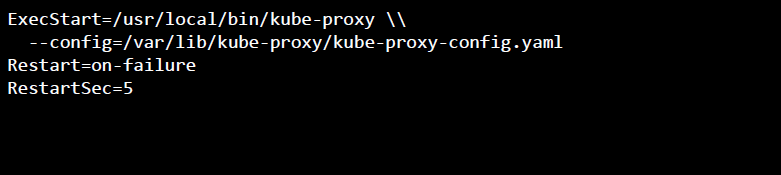 ExecStart=/usr/local/bin/kube-proxy \\
  --config=/var/lib/kube-proxy/kube-proxy-config.yaml
Restart=on-failure
RestartSec=5